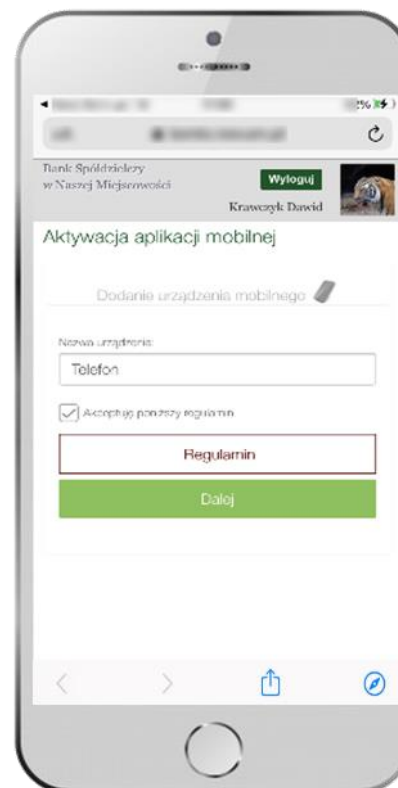 %
Bank Spółdzielczy
w Naszej Miejscowości
Wyloguj
Krawczyk Dawid
Aktywacja aplikacji mobilnej
Dodanie urządzenia mobilnego
Nazwa urządzenia:
Telefon
Akceptuję poniższy regulamin
Regulamin
Dalej